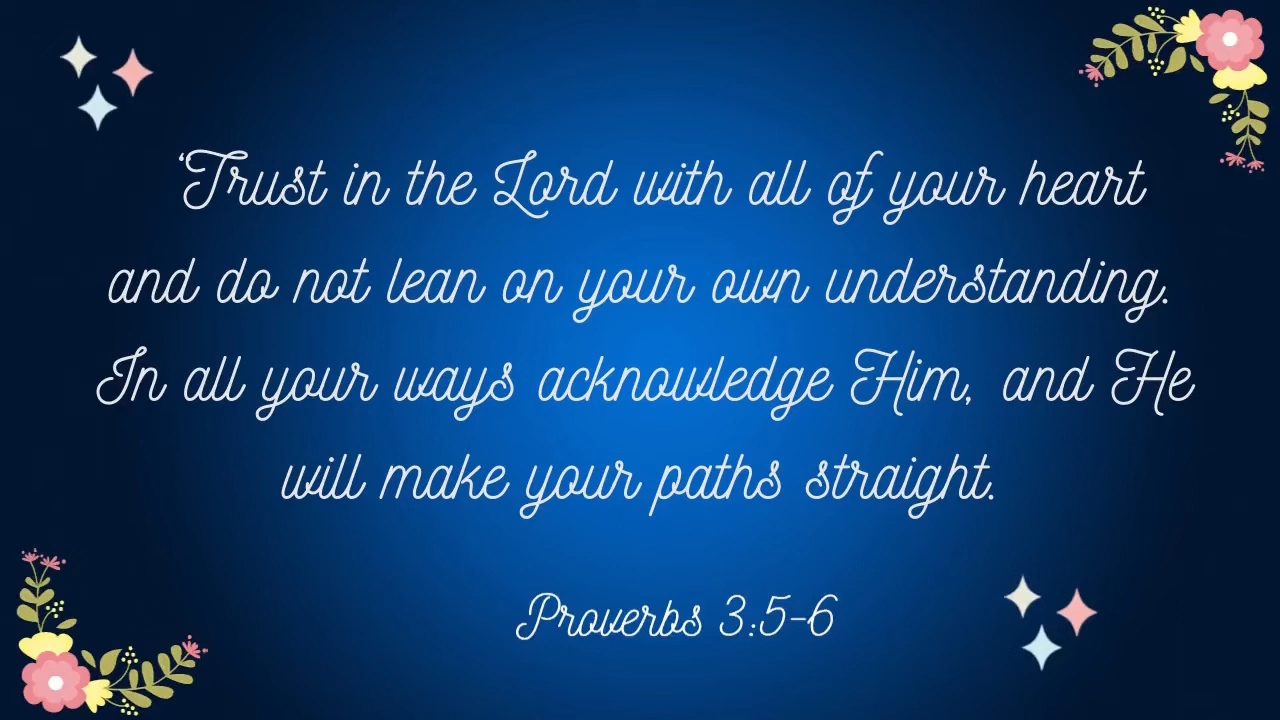 ‘Trust in the Lord with all of your heart
and do not lean on your own understanding.
In all your ways acknowledge Him, and He
will make your paths straight.
Proverbs 3:5-6